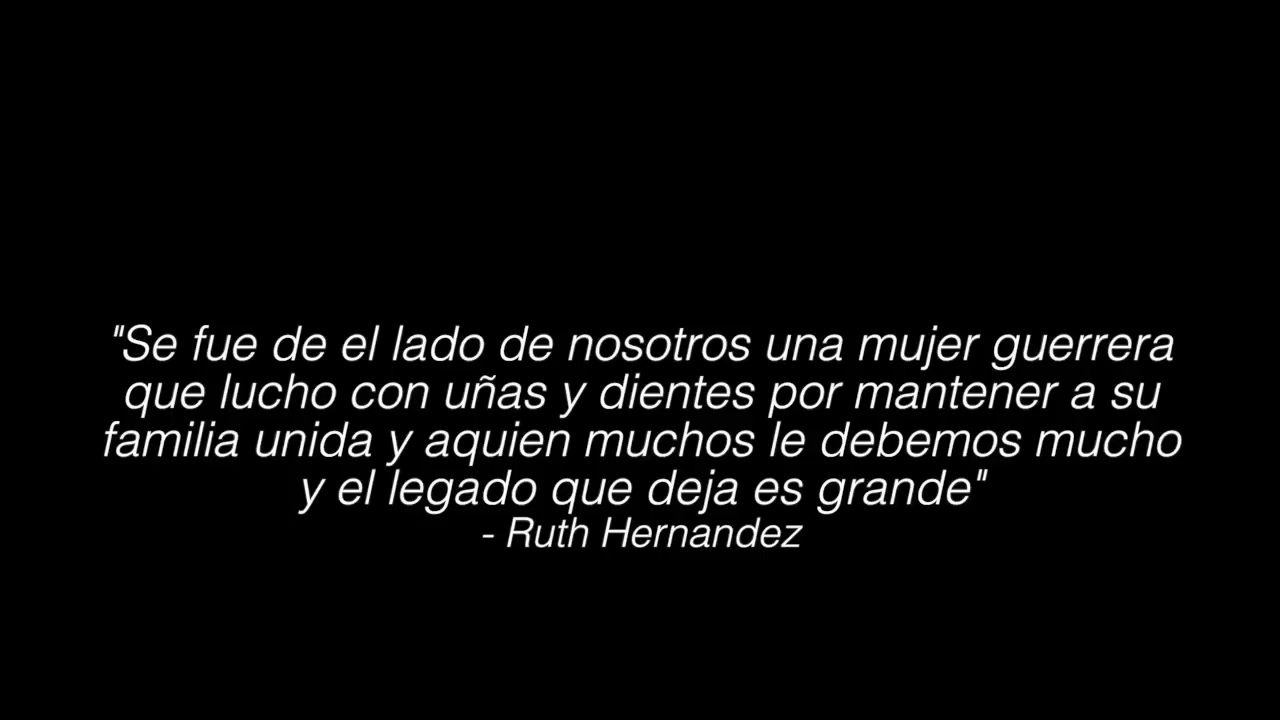 "Se fue de el lado de nosotros una mujer guerrera
que lucho con uñas y dientes por mantener a su
familia unida y aquien muchos le debemos mucho
y el legado que deja es grande"
- Ruth Hernandez